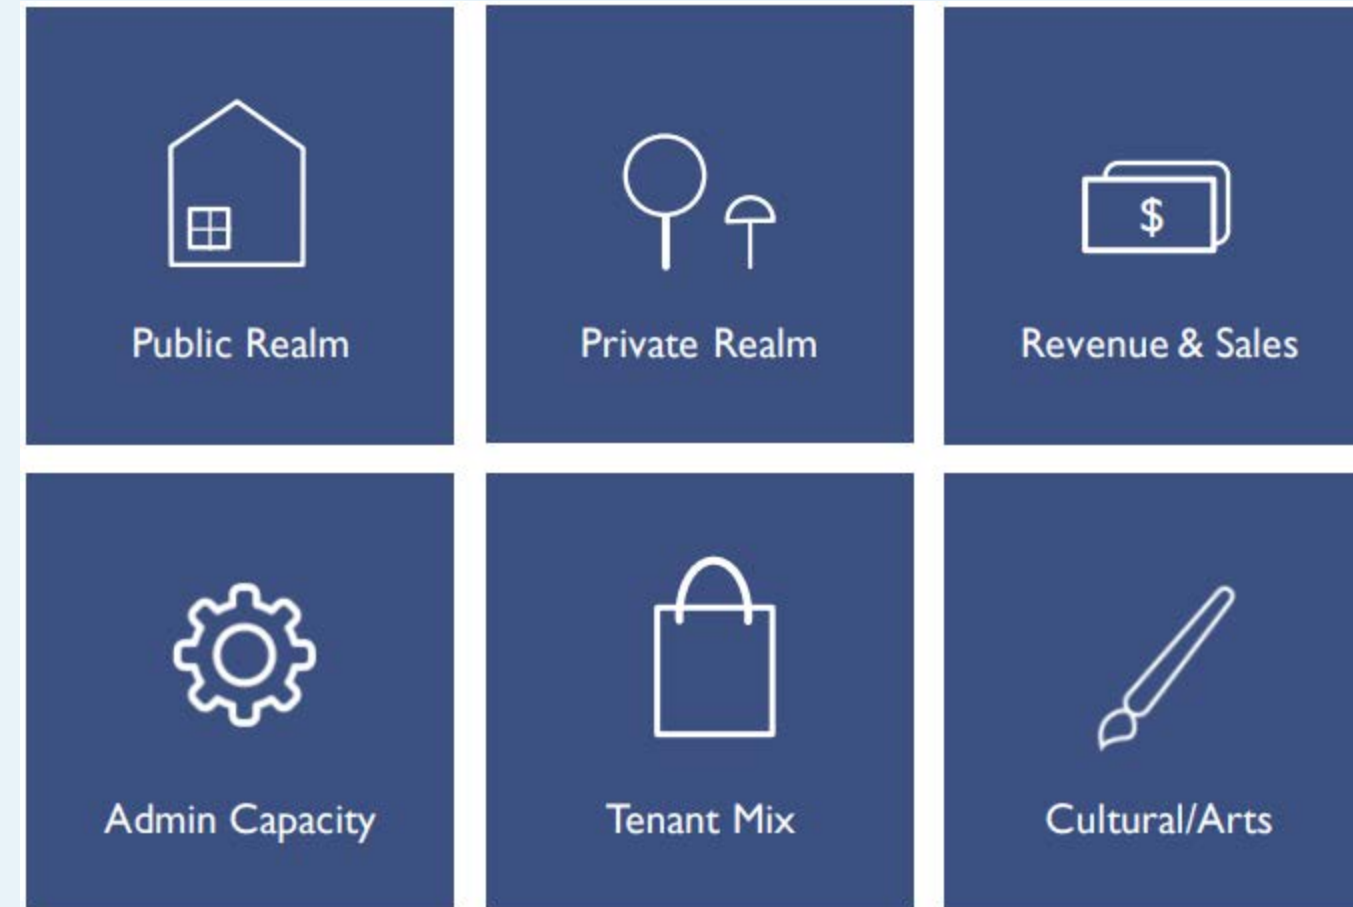 Public Realm
Private Realm
$
Revenue & Sales
Admin Capacity
Tenant Mix
Cultural/Arts